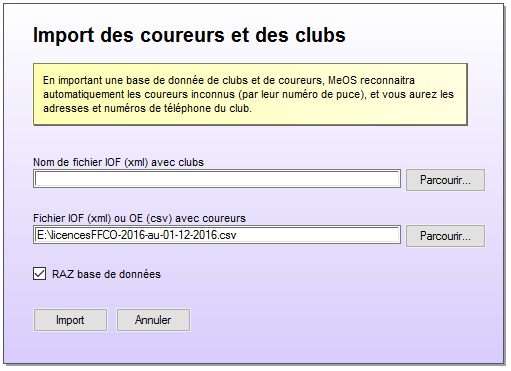 Import des coureurs et des clubs
En important une base de donnée de clubs et de coureurs, MeOS reconnaitra
automatiquement les coureurs inconnus (par leur numéro de puce), et vous aurez les
adresses et numéros de téléphone du club.
Nom de fichier IOF (xml) avec clubs
Parcourir...
Fichier IOF (xml) ou OE (csv) avec coureurs
E:\licencesFFCO-2016-au-01-12-2016.csv
Parcourir...
RAZ base de données
Import
Annuler